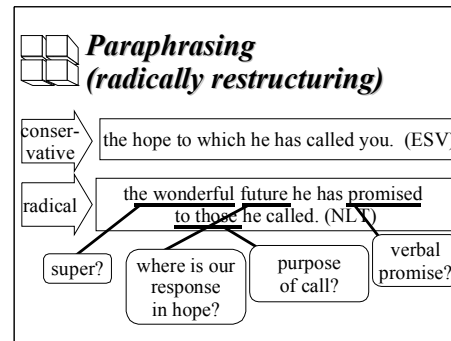 Paraphrasing
(radically restructuring)
conser-
vative
the hope to which he has called you. (ESV)
radical
the wonderful future he has promised
to those he called. (NLT)
super?
where is our
response
in hope?
purpose
of call?
verbal
promise?